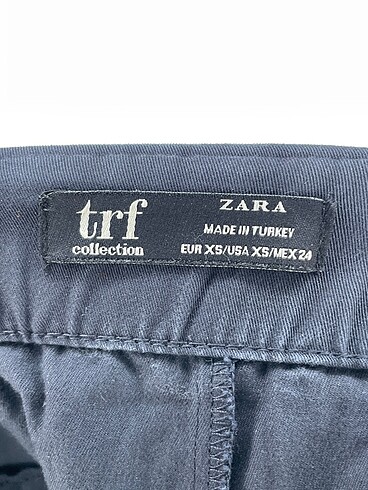 trf
collection
ZARA
MADE IN TURKEY
EUR XS/USA XS/MEX 24